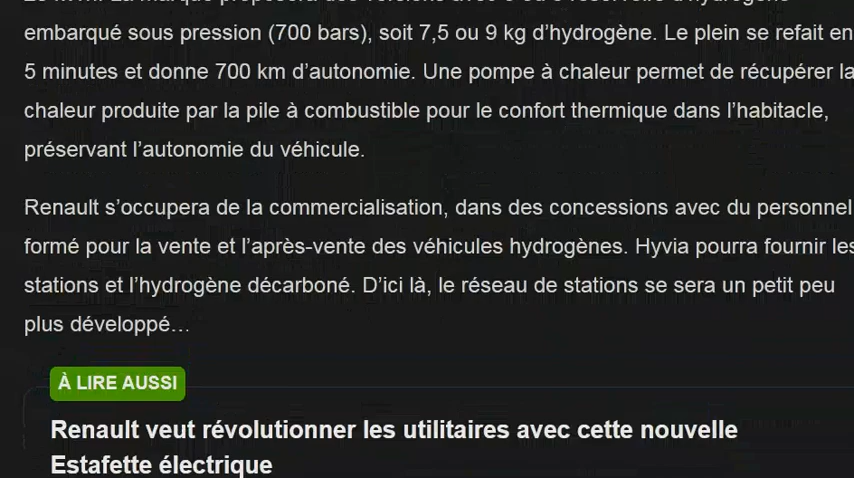 embarqué sous pression (700 bars), soit 7,5 ou 9 kg d’hydrogène. Le plein se refait en
5 minutes et donne 700 km d’autonomie. Une pompe à chaleur permet de récupérer la
chaleur produite par la pile à combustible pour le confort thermique dans l’habitacle,
préservant l’autonomie du véhicule.
Renault s’occupera de la commercialisation, dans des concessions avec du personnel
formé pour la vente et l’après-vente des véhicules hydrogènes. Hyvia pourra fournir les
stations et l’hydrogène décarboné. D’ici là, le réseau de stations se sera un petit peu
plus développé…
À LIRE AUSSI
Renault veut révolutionner les utilitaires avec cette nouvelle
Estafette électrique